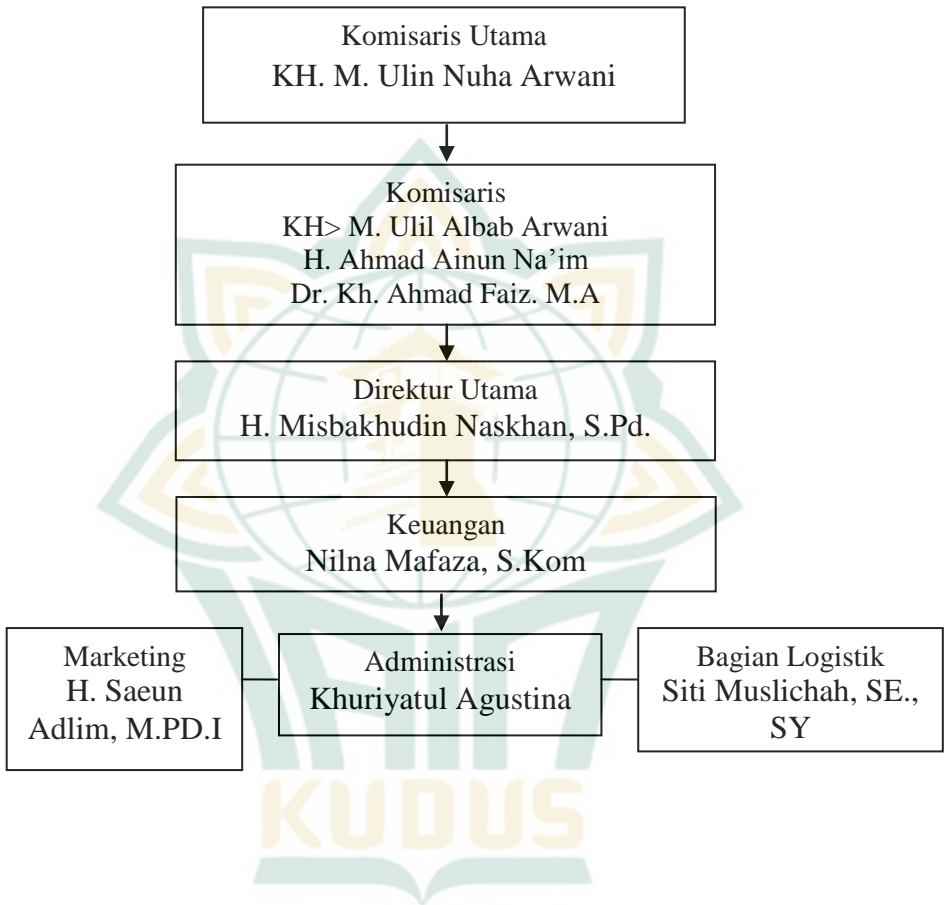 Komisaris Utama
KH. M. Ulin Nuha Arwani
Komisaris
KH> M. Ulil Albab Arwani
H. Ahmad Ainun Na’im
Dr. Kh. Ahmad Faiz. M.A
Direktur Utama
H. Misbakhudin Naskhan, S.Pd.
Keuangan
Nilna Mafaza, S.Kom
Marketing
H. Saeun
Adlim, M.PD.I
Administrasi
Khuriyatul Agustina
Bagian Logistik
Siti Muslichah, SE.,
SY
KUDUS